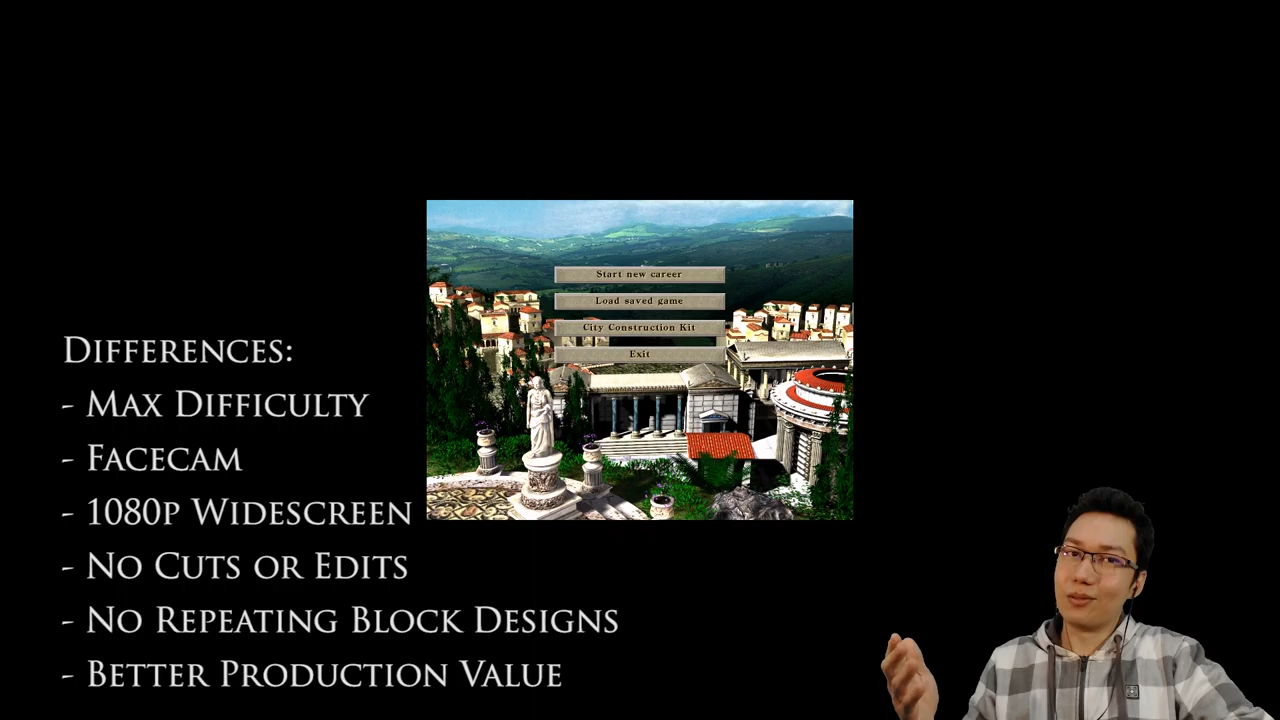 Start new career
Load saved game
City Construction Kit
Exit
Differences:
- Max Difficulty
- Facecam
- 1080p Widescreen
- No Cuts or Edits
- No Repeating Block Designs
- Better Production Value